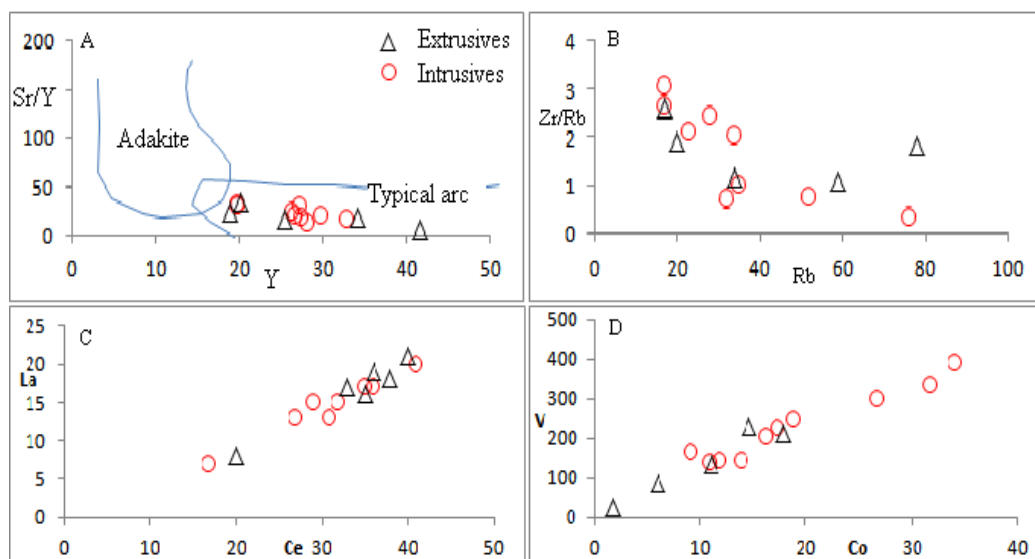 A
200
150
100
50
0
Sr/Y
Adakite
Typical arc
Extrusives
Intrusives
0 10 20 30 40 50
Y
B
4
3
2
1
0
Zr/Rb
0 20 40 60 80 100
Rb
C
25
20
15
10
5
0
La
0 10 20 30 40 50
Ce
D
500
400
300
200
100
0
V
0 10 20 30 40
Co